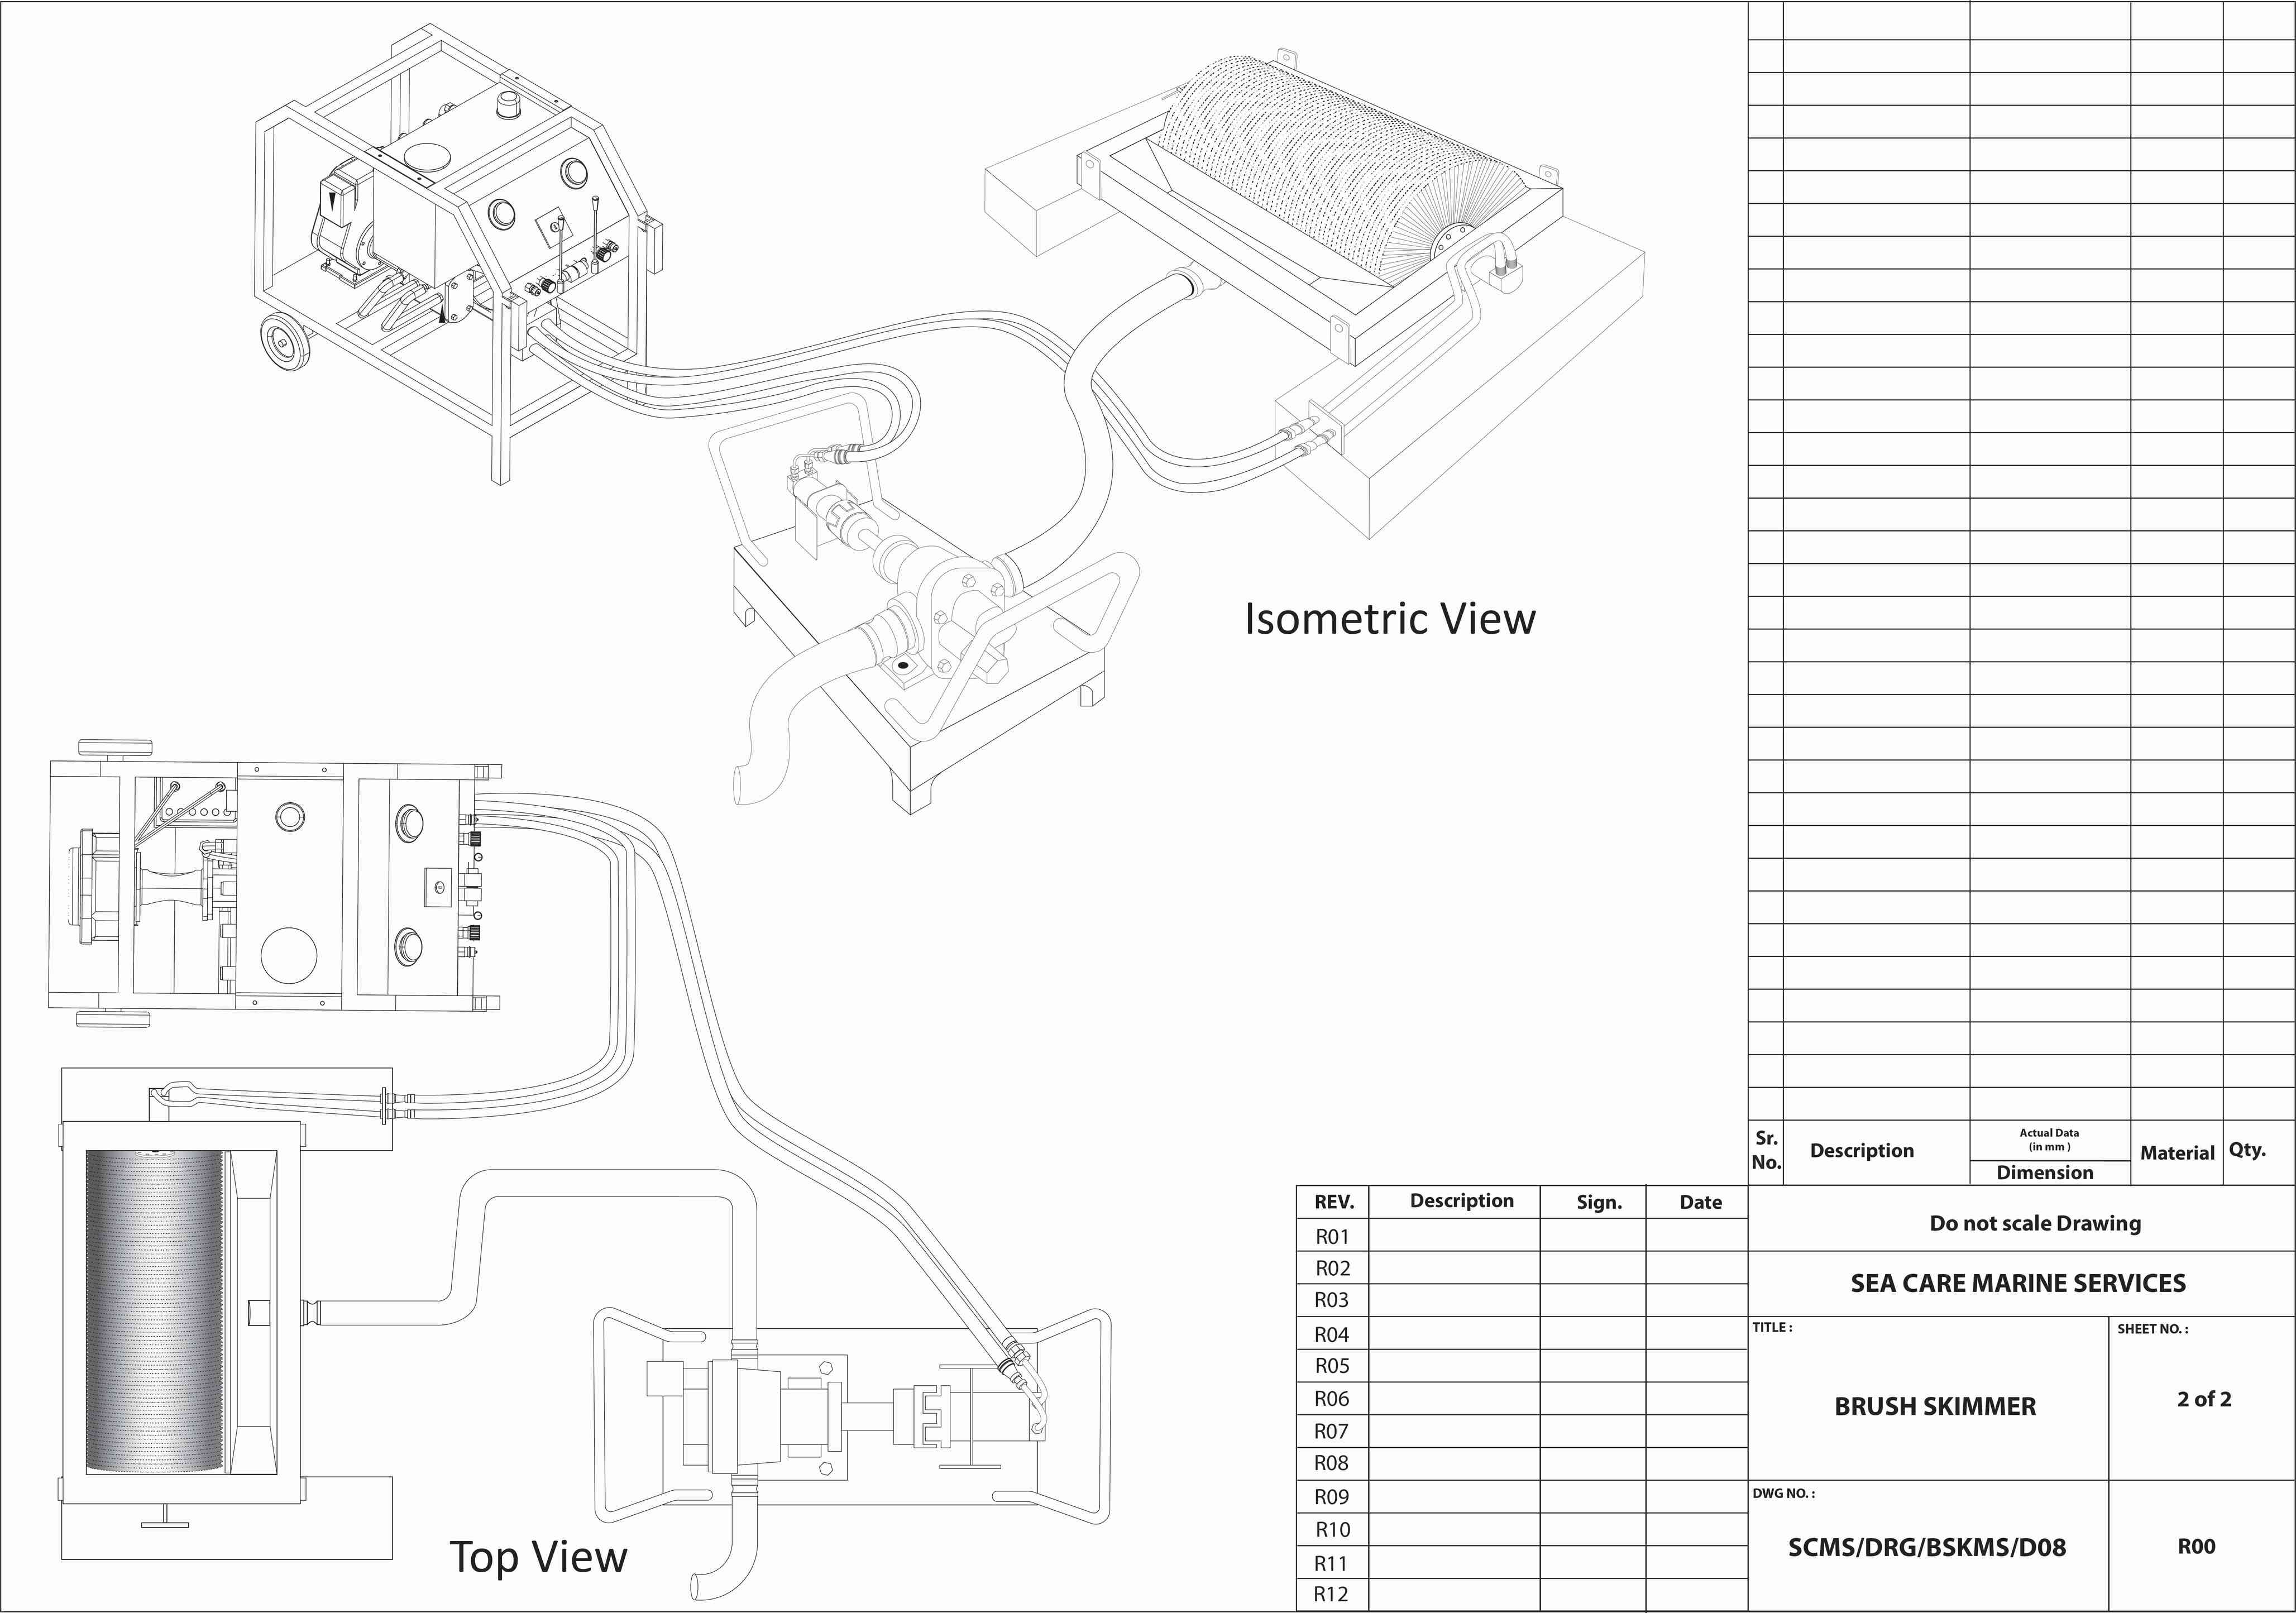 Isometric View
Top View
Sr.
No.
Description
Actual Data
(in mm )
Dimension
Material
Qty.
REV.
Description
Sign.
Date
R01
R02
R03
R04
R05
R06
R07
R08
R09
R10
R11
R12
Do not scale Drawing
SEA CARE MARINE SERVICES
TITLE :
BRUSH SKIMMER
SHEET NO. :
2 of 2
DWG NO. :
SCMS/DRG/BSKMS/D08
R00